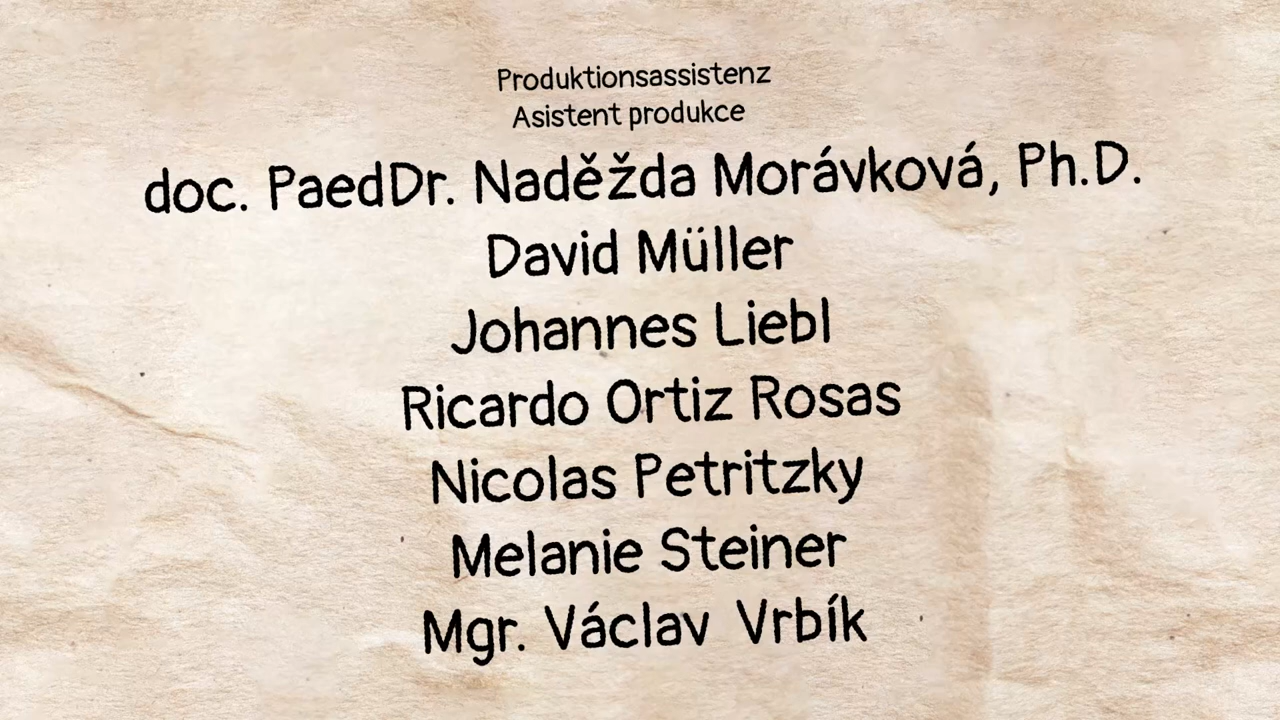 Produktionsassistenz
Asistent produkce
doc. PaedDr. Naděžda Morávková, Ph.D.
David Müller
Johannes Liebl
Ricardo Ortiz Rosas
Nicolas Petritzky
Melanie Steiner
Mgr. Václav Vrbík